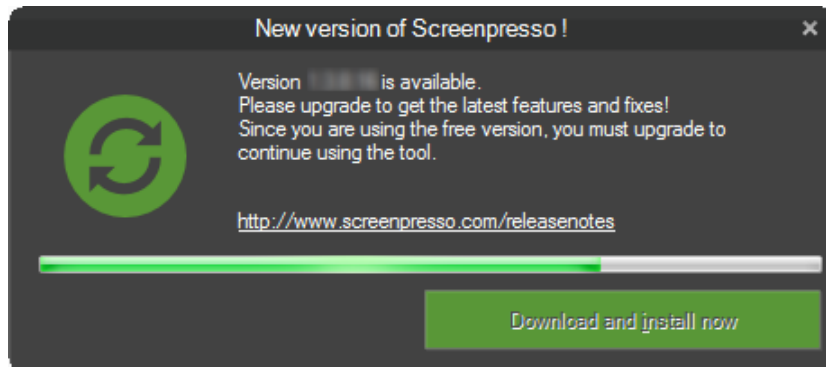 New version of Screenpresso !
Version is available.
Please upgrade to get the latest features and fixes!
Since you are using the free version, you must upgrade to
continue using the tool.
http://www.screenpresso.com/releasenotes
Download and install now